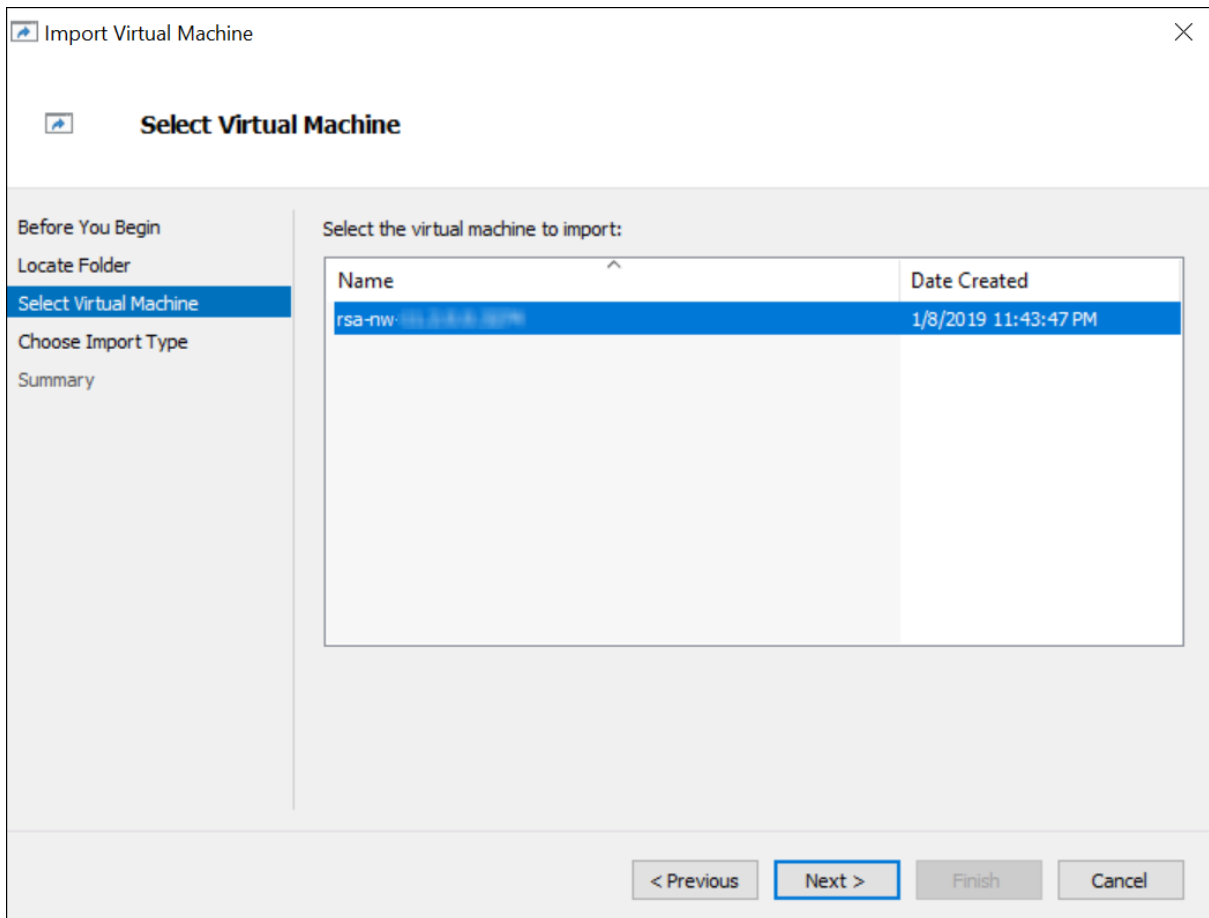 Import Virtual Machine
Select Virtual Machine
Before You Begin
Locate Folder
Select Virtual Machine
Choose Import Type
Summary
Select the virtual machine to import:
Name Date Created
rsa-nw- 1/8/2019 11:43:47 PM
< Previous Next > Finish Cancel